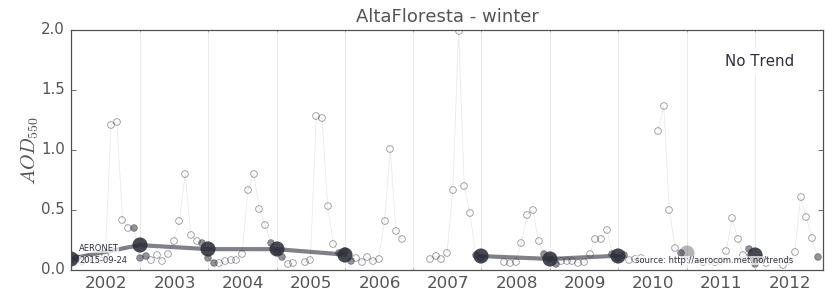 AltaFloresta - winter
2.0
1.5
1.0
0.5
0.0
AOD550
No Trend
AERONET
2015-09-24
source: http://aerocom.met.no/trends
2002 2003 2004 2005 2006 2007 2008 2009 2010 2011 2012